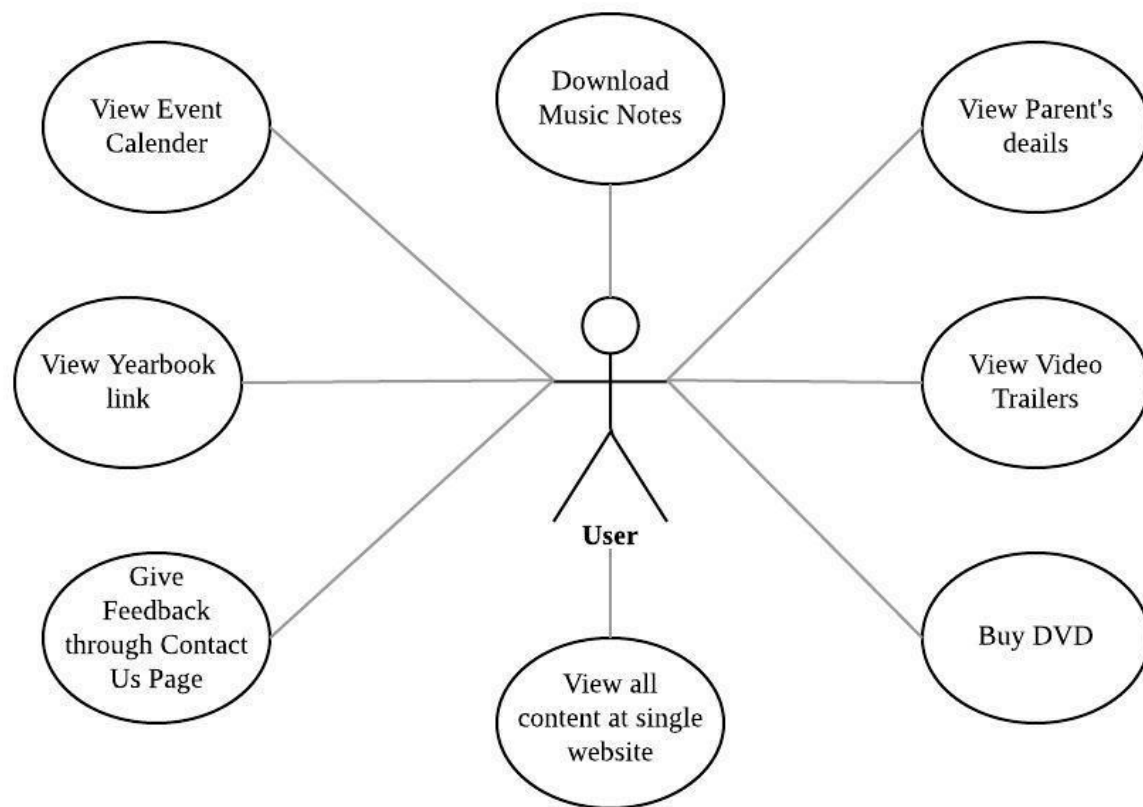 View Event
Calender
Download
Music Notes
View Parent's
deails
View Yearbook
link
View Video
Trailers
User
Give
Feedback
through Contact
Us Page
Buy DVD
View all
content at single
website